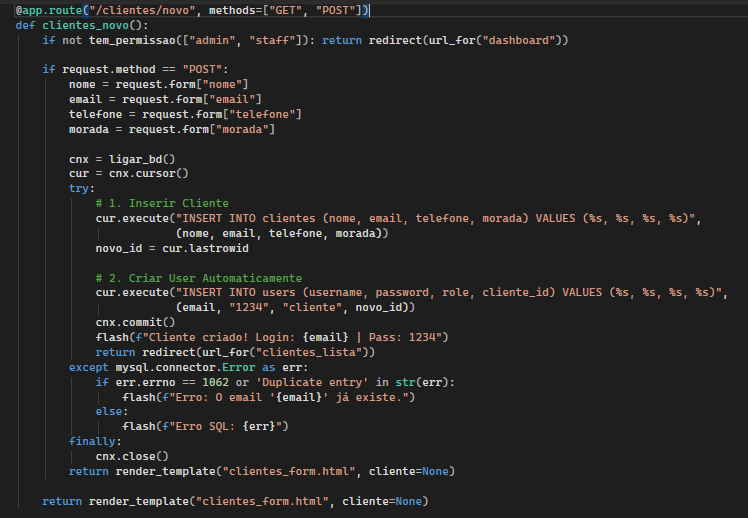 @app.route("/clientes/novo", methods=["GET", "POST"])
def clientes_novo():
    if not tem_permissao(["admin", "staff"]): return redirect(url_for("dashboard"))

    if request.method == "POST":
        nome = request.form["nome"]
        email = request.form["email"]
        telefone = request.form["telefone"]
        morada = request.form["morada"]

        cnx = ligar_bd()
        cur = cnx.cursor()
        try:
            # 1. Inserir Cliente
            cur.execute("INSERT INTO clientes (nome, email, telefone, morada) VALUES (%s, %s, %s, %s)",
                        (nome, email, telefone, morada))
            novo_id = cur.lastrowid

            # 2. Criar User Automaticamente
            cur.execute("INSERT INTO users (username, password, role, cliente_id) VALUES (%s, %s, %s, %s)",
                        (email, "1234", "cliente", novo_id))
            cnx.commit()
            flash(f"Cliente criado! Login: {email} | Pass: 1234")
            return redirect(url_for("clientes_lista"))
        except mysql.connector.Error as err:
            if err.errno == 1062 or 'Duplicate entry' in str(err):
                flash(f"Erro: O email '{email}' já existe.")
            else:
                flash(f"Erro SQL: {err}")
        finally:
            cnx.close()
        return render_template("clientes_form.html", cliente=None)

    return render_template("clientes_form.html", cliente=None)